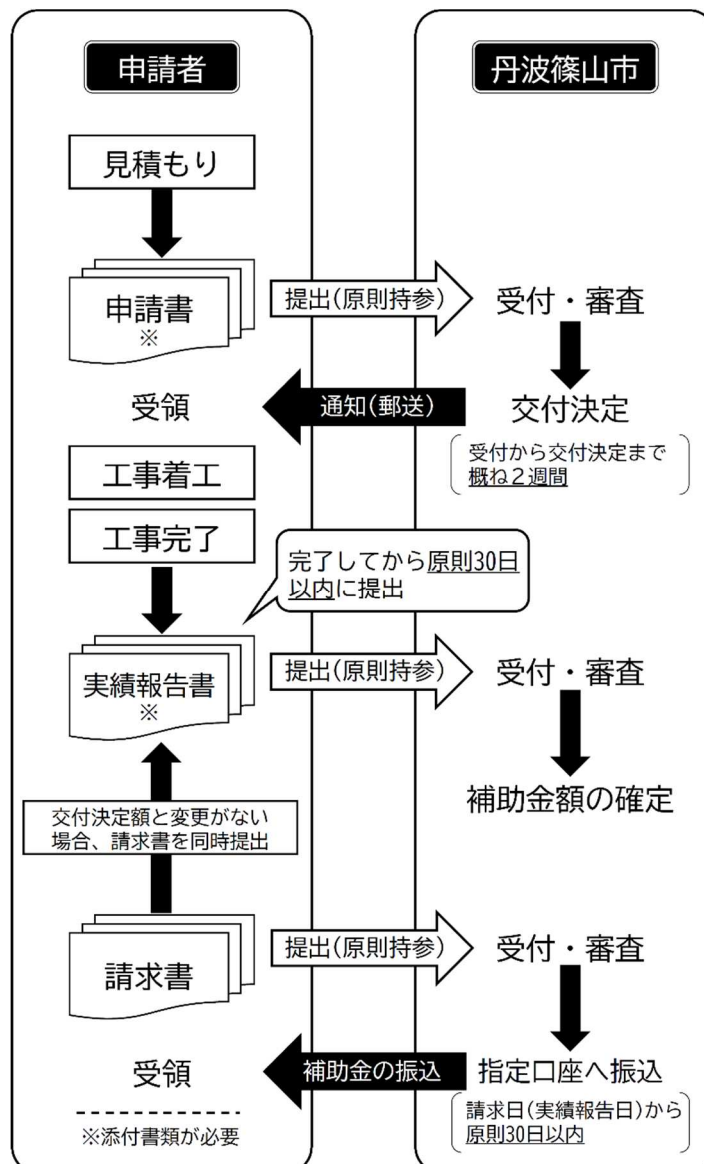 申請者
丹波篠山市
見積もり
申請書
※
提出(原則持参)
受付・審査
交付決定
受付から交付決定まで
概ね2週間
通知(郵送)
受領
工事着工
工事完了
完了してから原則30日
以内に提出
実績報告書
※
提出(原則持参)
受付・審査
補助金額の確定
交付決定額と変更がない
場合、請求書を同時提出
請求書
提出(原則持参)
受付・審査
指定口座へ振込
請求日(実績報告日)から
原則30日以内
補助金の振込
受領
※添付書類が必要